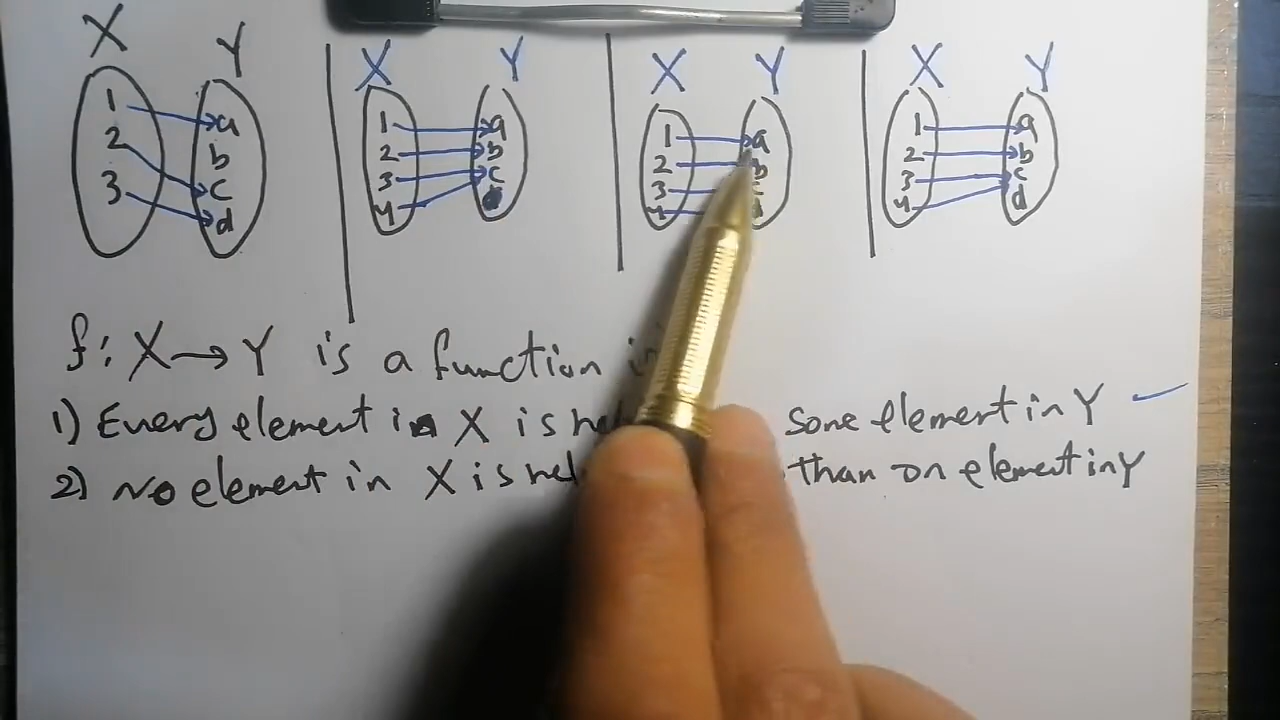 X Y X Y X Y X Y
1 a 1 a 1 a 1 a
2 b 2 b 2 b 2 b
3 c 3 c 3 c 3 c
d 4 4 d 4 d
f: X → Y is a function
1) Every element in X is some element in Y
2) No element in X is than on element in Y